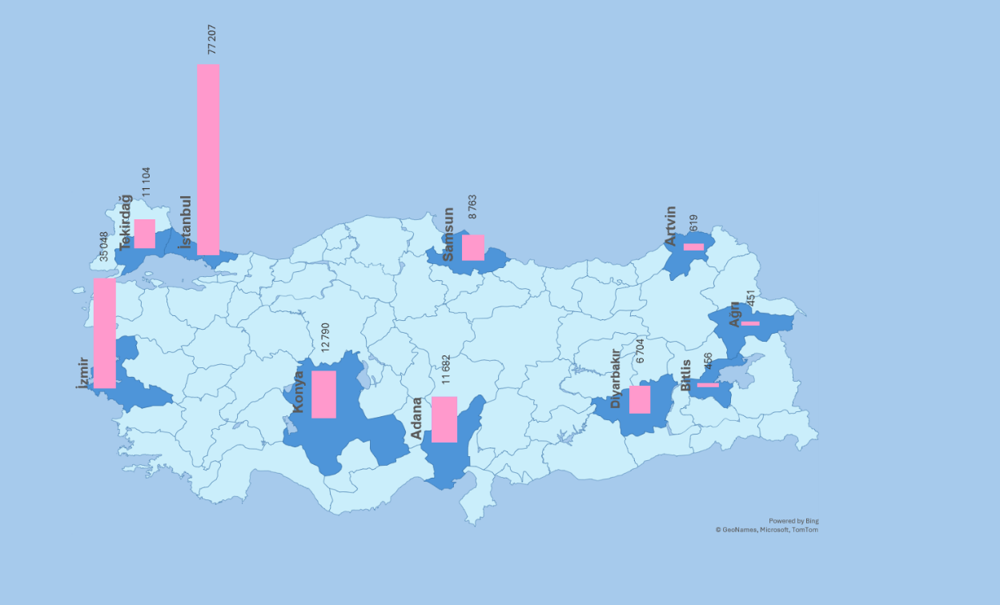 77 207
İstanbul
11 104
Tekirdağ
35 048
İzmir
8 763
Samsun
619
Artvin
451
Ağrı
12 790
Konya
11 682
Adana
6 704
Diyarbakır
456
Bitlis
Powered by Bing
© GeoNames, Microsoft, TomTom